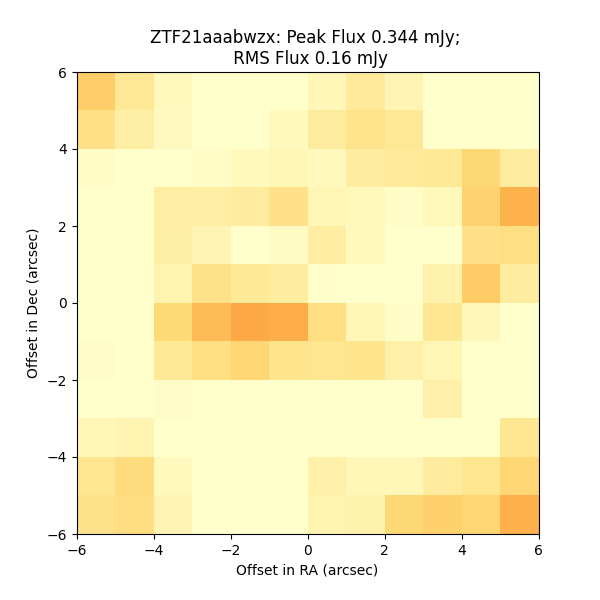 ZTF21aaabwzx: Peak Flux 0.344 mJy;
RMS Flux 0.16 mJy
6
4
2
0
−2
−4
−6
Offset in Dec (arcsec)
−6 −4 −2 0 2 4 6
Offset in RA (arcsec)